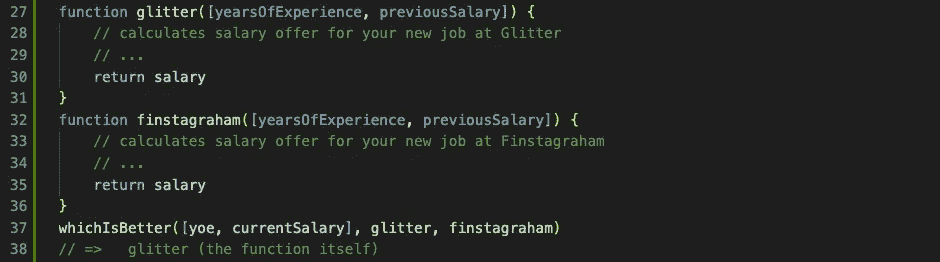 27 function glitter([yearsOfExperience, previousSalary]) {
28 // calculates salary offer for your new job at Glitter
29 // ...
30 return salary
31 }
32 function finstagraham([yearsOfExperience, previousSalary]) {
33 // calculates salary offer for your new job at Finstagraham
34 // ...
35 return salary
36 }
37 whichIsBetter([yoe, currentSalary], glitter, finstagraham)
38 // => glitter (the function itself)